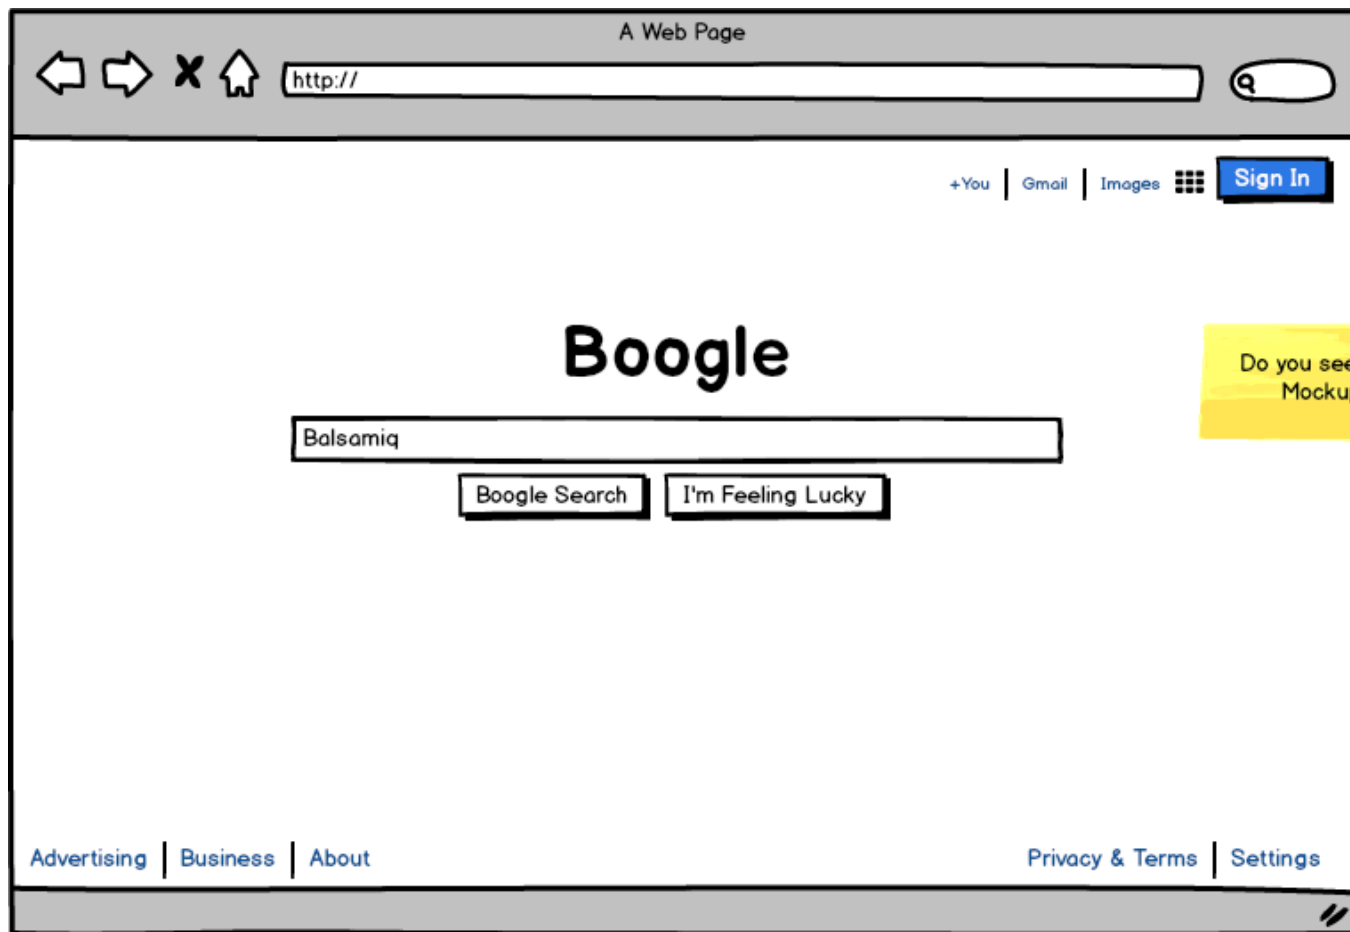 A Web Page
http://
+You Gmail Images Sign In
Boogle
Do you see
Balsamiq
Boogle Search I'm Feeling Lucky
Advertising Business About Privacy & Terms Settings